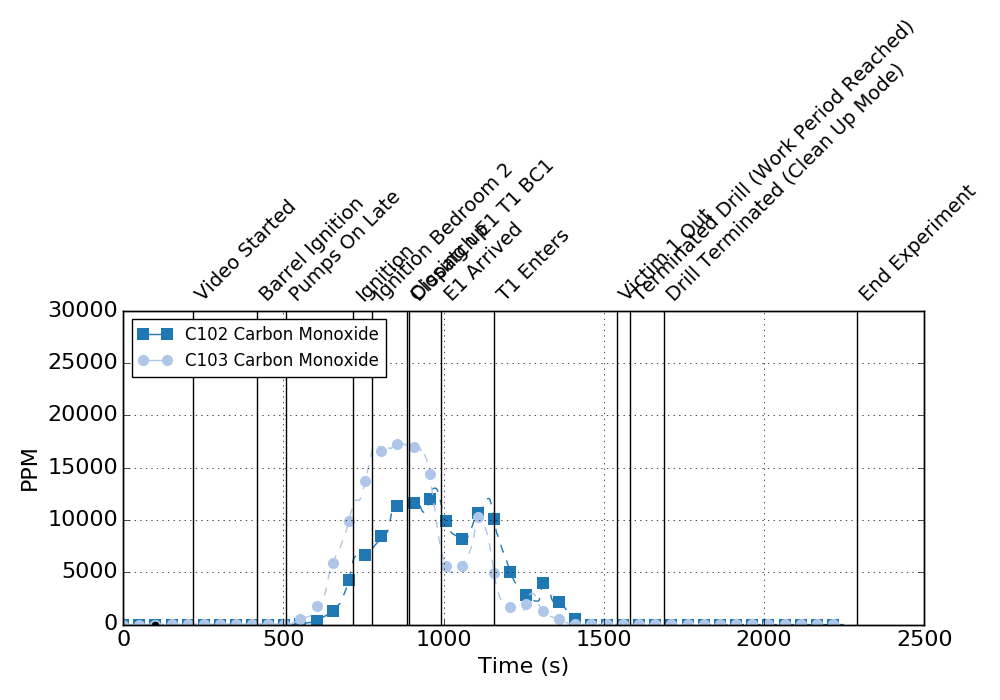 Video Started
Barrel Ignition
Pumps On Late
Ignition
Ignition Bedroom 2
Dispatch E1 T1 BC1
E1 Arrived
T1 Enters
Victim 1 Out
Terminated Drill (Work Period Reached)
Drill Terminated (Clean Up Mode)
End Experiment
30000
25000
20000
15000
10000
5000
0
PPM
C102 Carbon Monoxide
C103 Carbon Monoxide
0
500
1000
1500
2000
2500
Time (s)